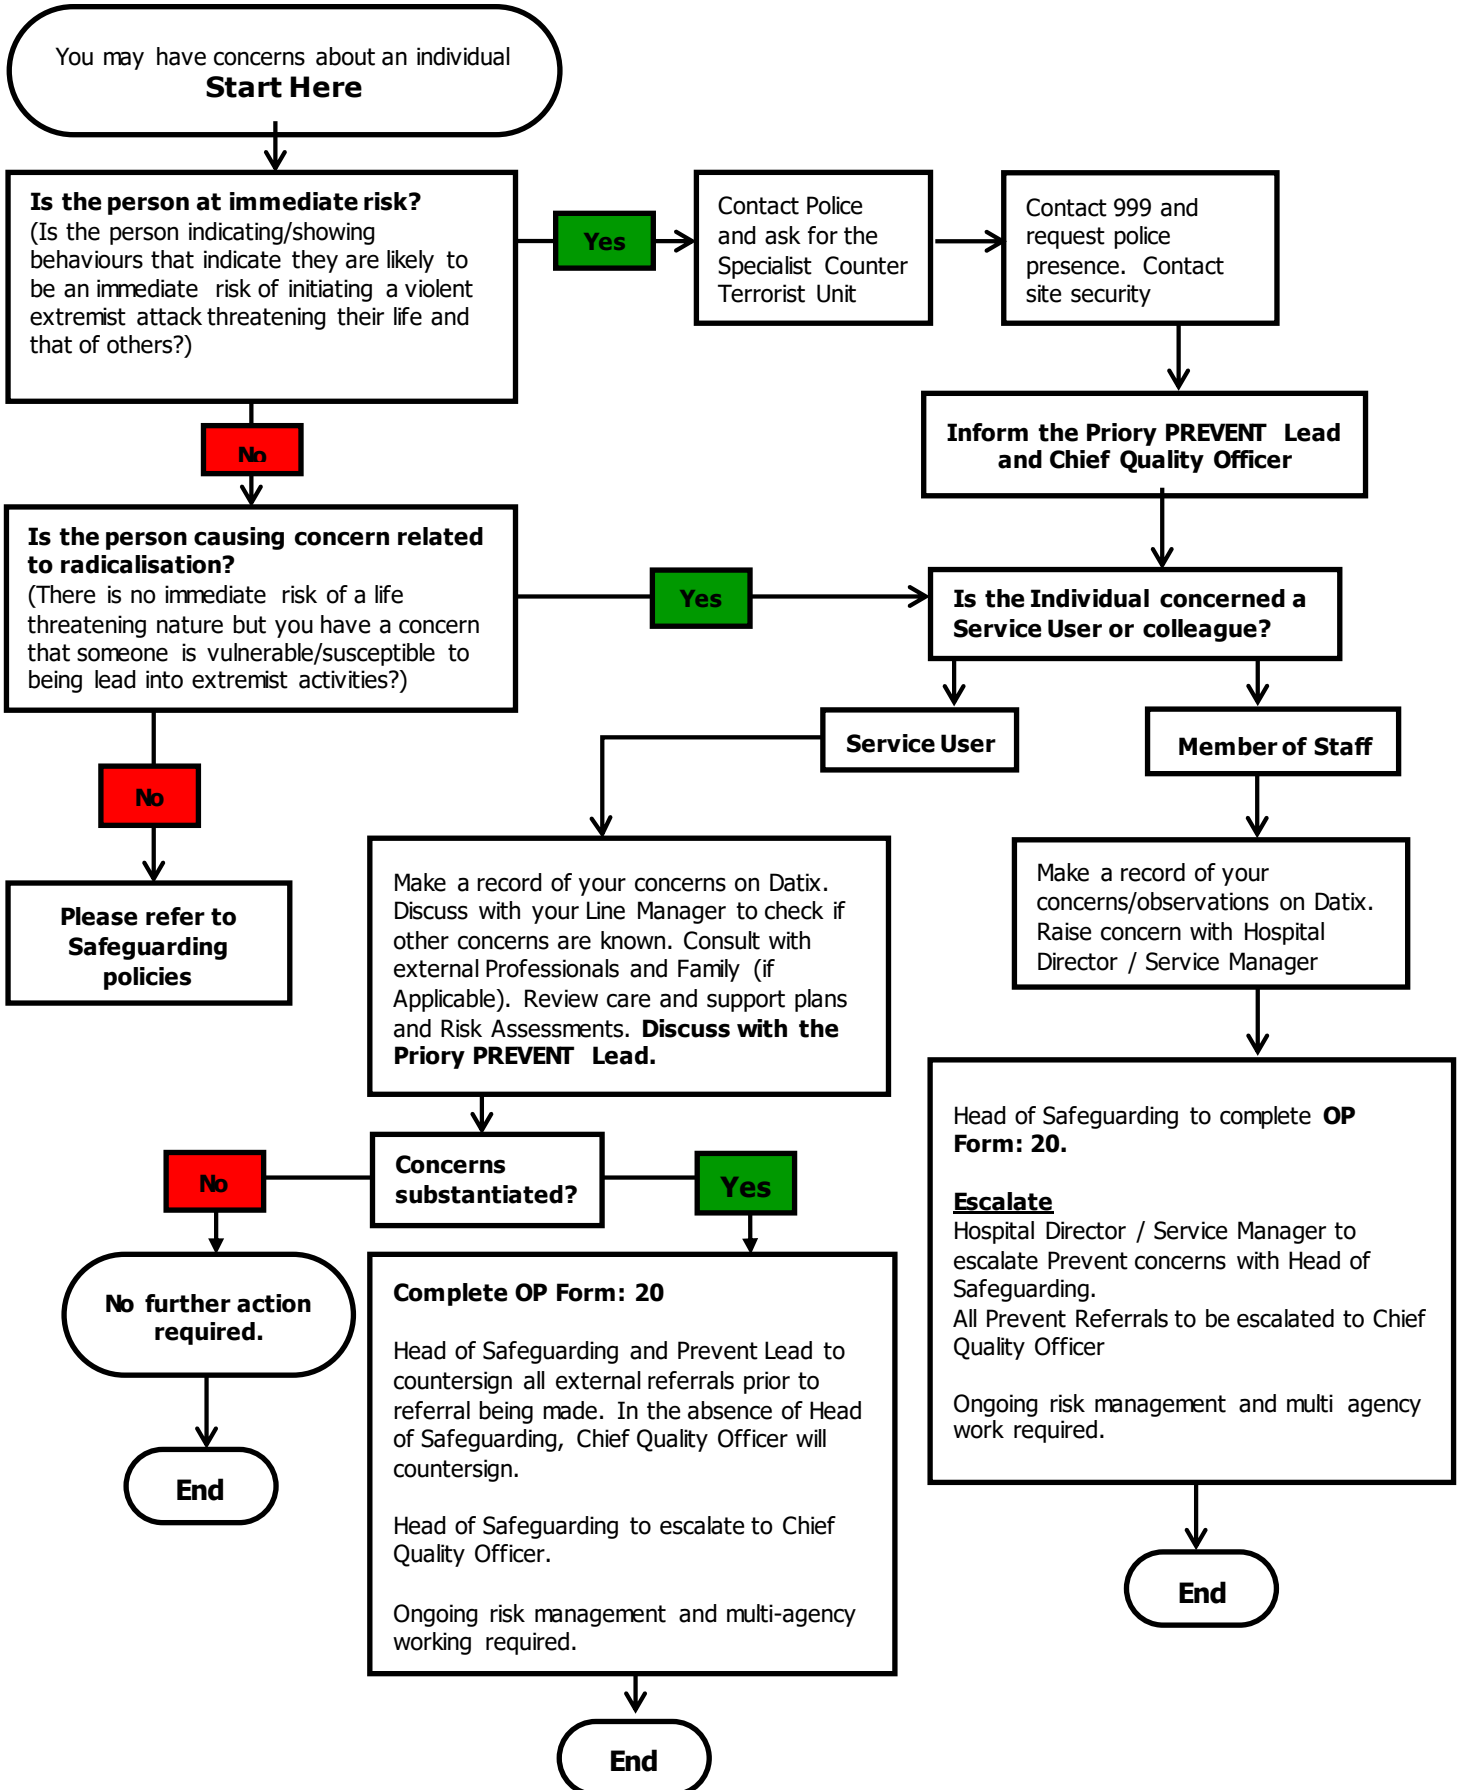 You may have concerns about an individual
Start Here
Is the person at immediate risk?
(Is the person indicating/showing
behaviours that indicate they are likely to
be an immediate risk of initiating a violent
extremist attack threatening their life and
that of others?)
Yes
Contact Police
and ask for the
Specialist Counter
Terrorist Unit
Contact 999 and
request police
presence. Contact
site security
No
Inform the Priory PREVENT Lead
and Chief Quality Officer
Is the person causing concern related
to radicalisation?
(There is no immediate risk of a life
threatening nature but you have a concern
that someone is vulnerable/susceptible to
being lead into extremist activities?)
Yes
Is the Individual concerned a
Service User or colleague?
Service User
Member of Staff
No
Please refer to
Safeguarding
policies
Make a record of your concerns on Datix.
Discuss with your Line Manager to check if
other concerns are known. Consult with
external Professionals and Family (if
Applicable). Review care and support plans
and Risk Assessments. Discuss with the
Priory PREVENT Lead.
Make a record of your
concerns/observations on Datix.
Raise concern with Hospital
Director / Service Manager
Concerns
substantiated?
No
Yes
No further action
required.
End
Complete OP Form: 20
Head of Safeguarding and Prevent Lead to
countersign all external referrals prior to
referral being made. In the absence of Head
of Safeguarding, Chief Quality Officer will
countersign.
Head of Safeguarding to escalate to Chief
Quality Officer.
Ongoing risk management and multi-agency
working required.
End
Head of Safeguarding to complete OP
Form: 20.
Escalate
Hospital Director / Service Manager to
escalate Prevent concerns with Head of
Safeguarding.
All Prevent Referrals to be escalated to Chief
Quality Officer
Ongoing risk management and multi agency
work required.
End